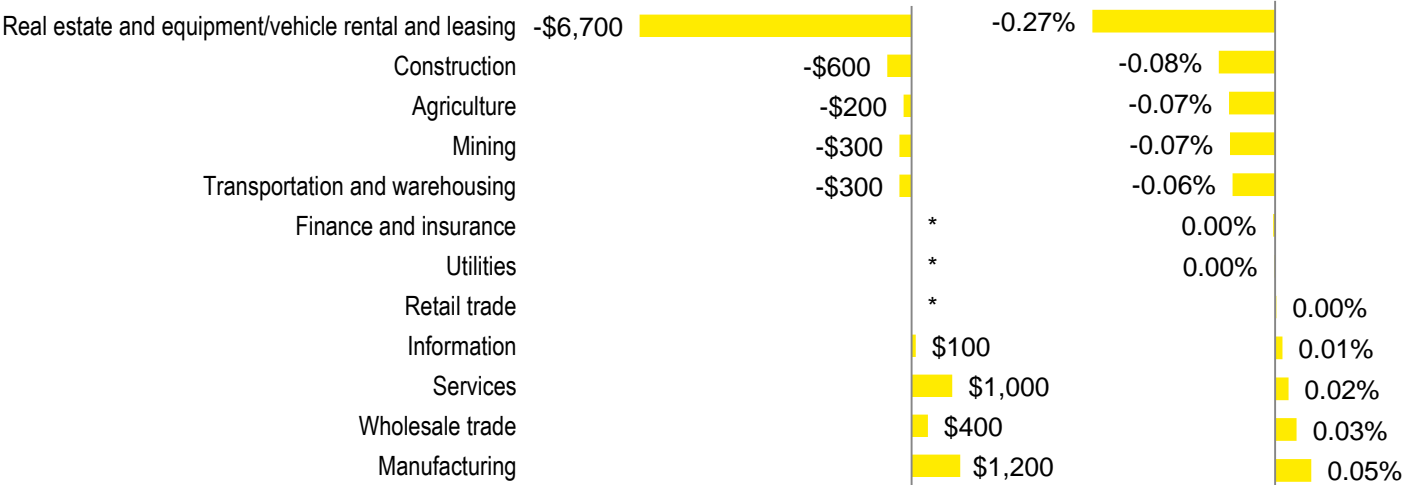 Real estate and equipment/vehicle rental and leasing -$6,700 -0.27%
Construction -$600 -0.08%
Agriculture -$200 -0.07%
Mining -$300 -0.07%
Transportation and warehousing -$300 -0.06%
Finance and insurance * 0.00%
Utilities * 0.00%
Retail trade * 0.00%
Information $100 0.01%
Services $1,000 0.02%
Wholesale trade $400 0.03%
Manufacturing $1,200 0.05%